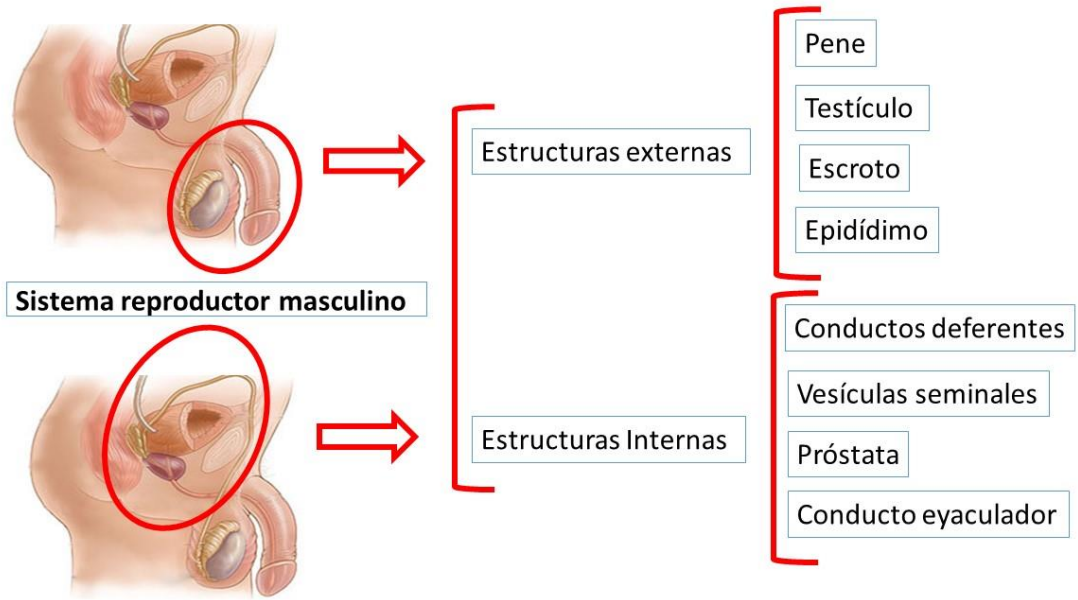 Sistema reproductor masculino
Estructuras externas
Pene
Testículo
Escroto
Epidídimo
Estructuras Internas
Conductos deferentes
Vesículas seminales
Próstata
Conducto eyaculador